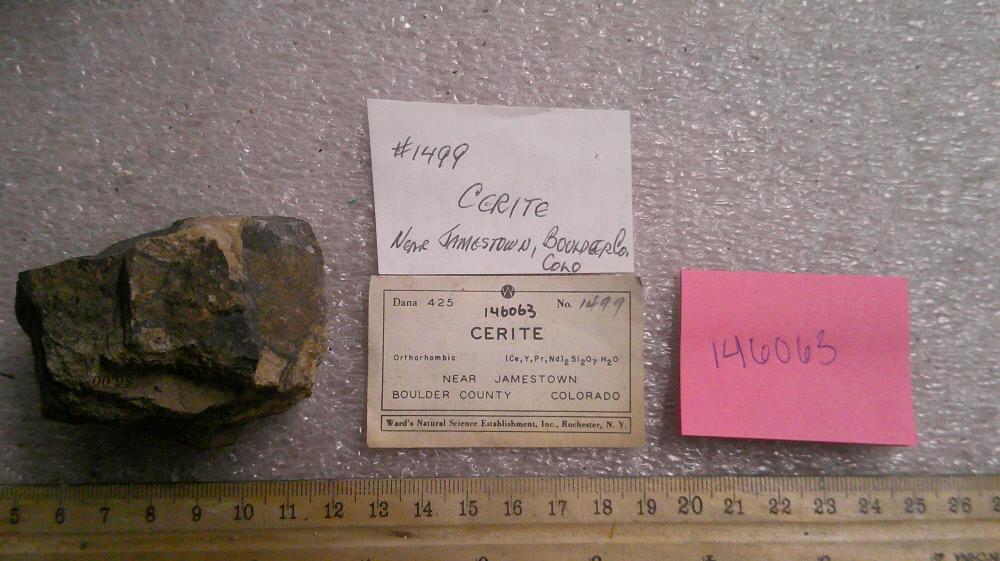 #1499
CERITE
NEAR JAMESTOWN, BOULDER Co.
COLO
W
Dana 425
No. 1499
146063
CERITE
Orthorhombic (Ce,Y,Pr,Nd)₂Si₂O₇ H₂O
NEAR JAMESTOWN
BOULDER COUNTY COLORADO
Ward's Natural Science Establishment, Inc., Rochester, N. Y.
146063
5 6 7 8 9 10 11 12 13 14 15 16 17 18 19 20 21 22 23 24 25 26